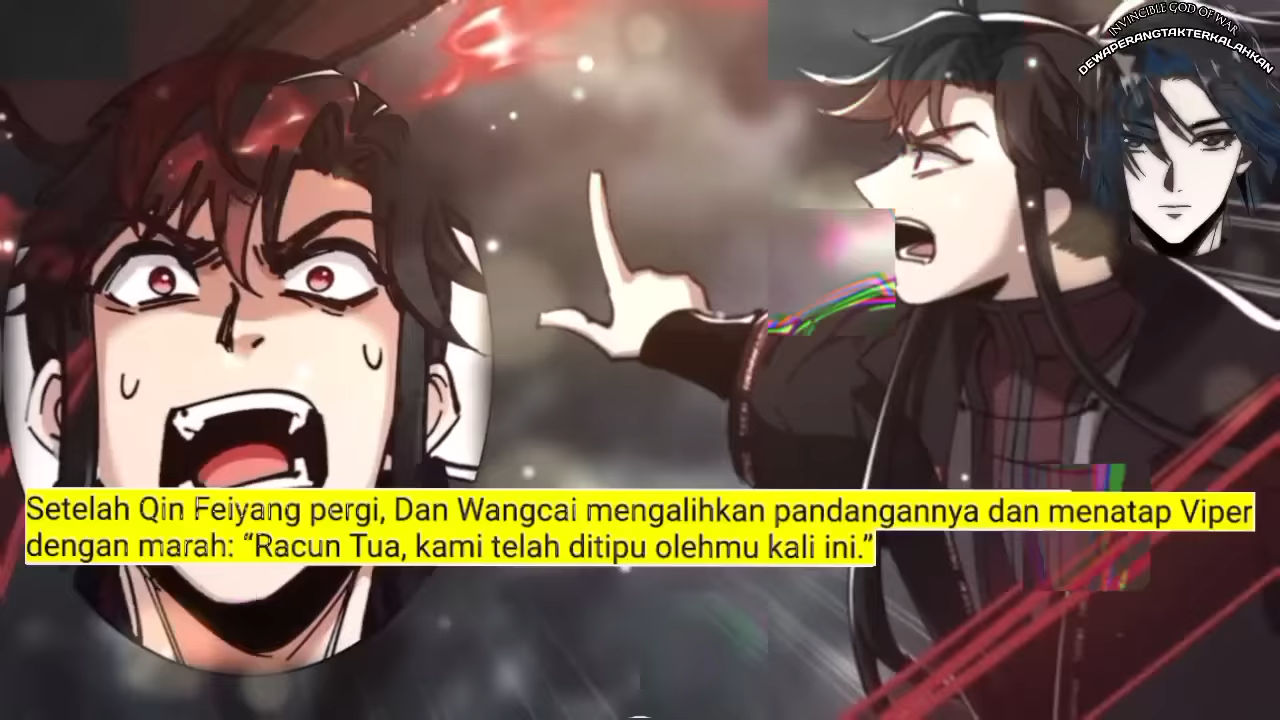 INVINCIBLE GOD OF WAR
DEWAPERANGTAKTERKALAHKAN
Setelah Qin Feiyang pergi, Dan Wangcai mengalihkan pandangannya dan menatap Viper
dengan marah: “Racun Tua, kami telah ditipu olehmu kali ini.”